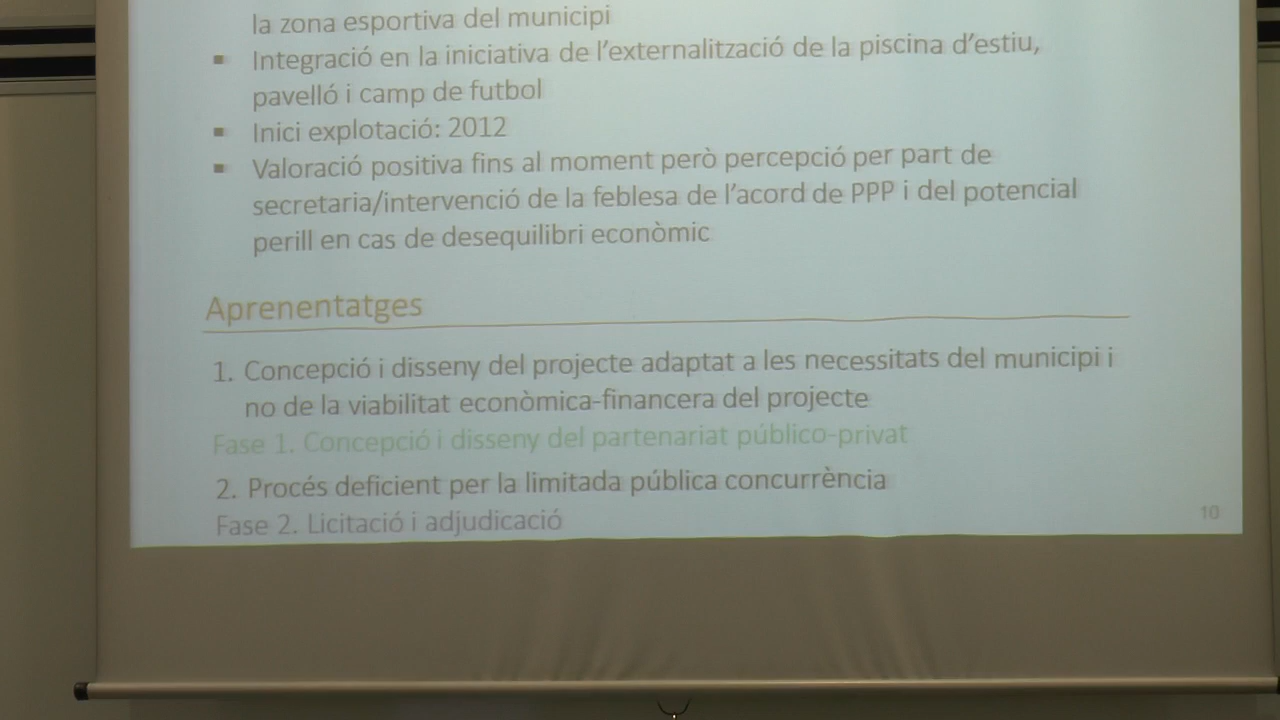 la zona esportiva del municipi
▪ Integració en la iniciativa de l’externalització de la piscina d’estiu,
pavelló i camp de futbol
▪ Inici explotació: 2012
▪ Valoració positiva fins al moment però percepció per part de
secretaria/intervenció de la feblesa de l’acord de PPP i del potencial
perill en cas de desequilibri econòmic
Aprenentatges
1. Concepció i disseny del projecte adaptat a les necessitats del municipi i
no de la viabilitat econòmica-financera del projecte
Fase 1. Concepció i disseny del partenariat público-privat
2. Procés deficient per la limitada pública concurrència
Fase 2. Licitació i adjudicació
10